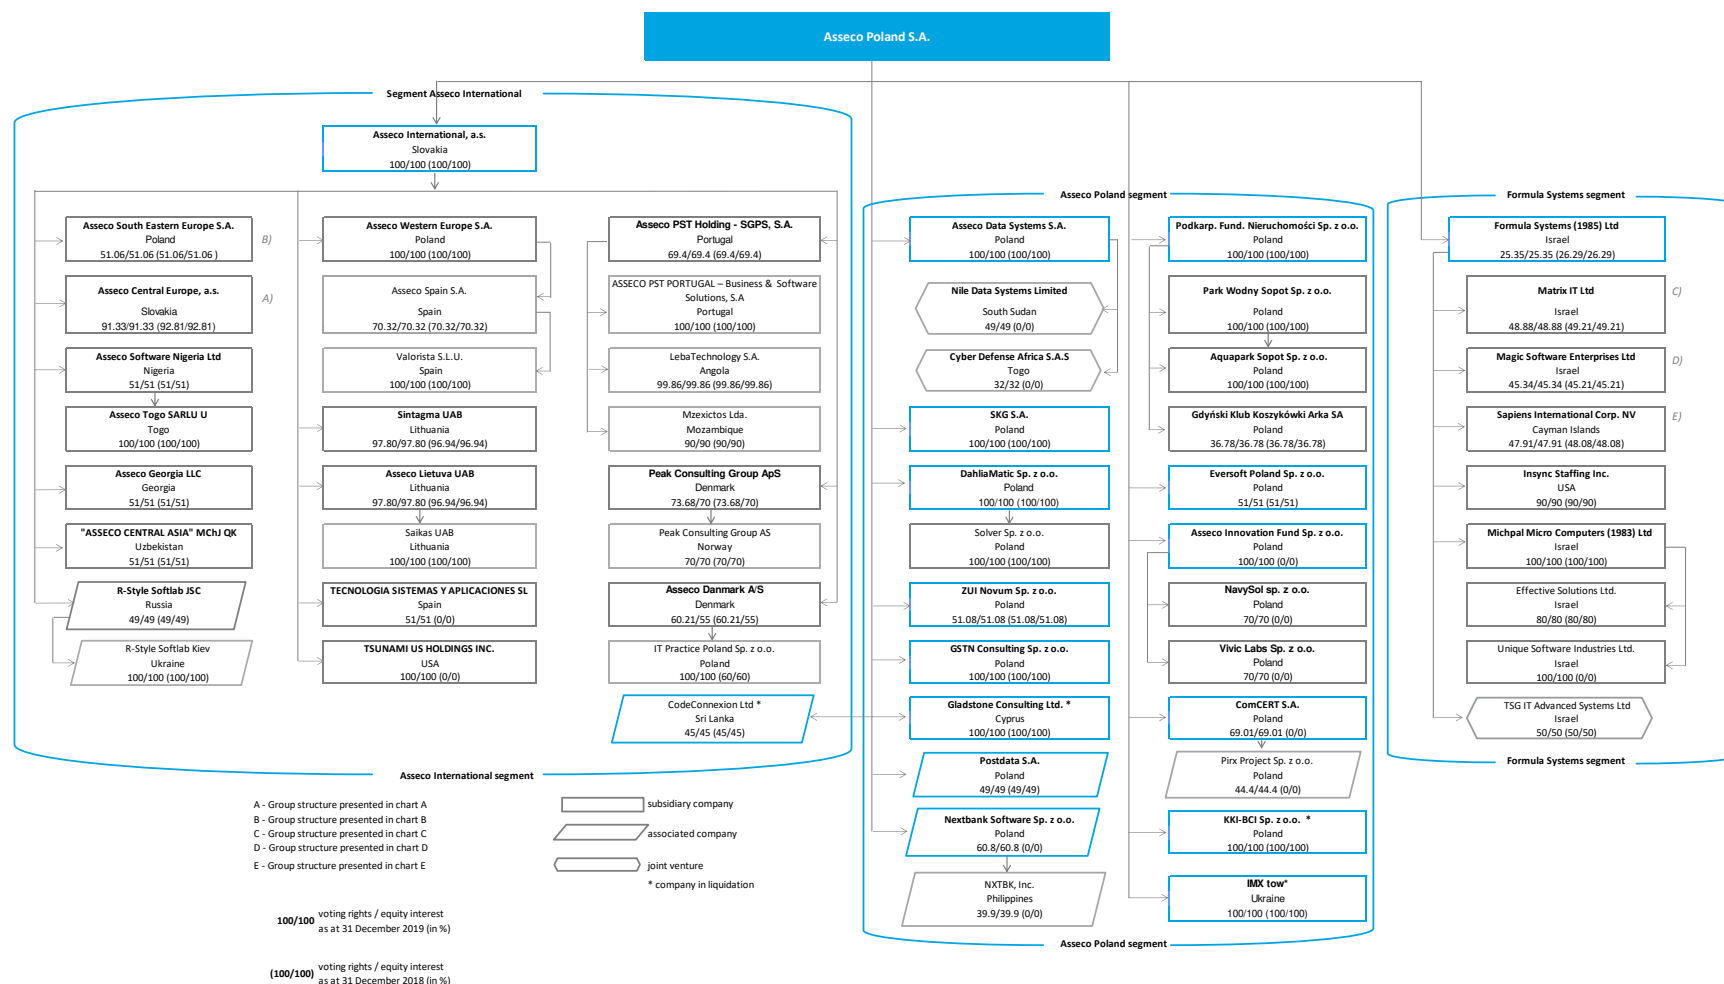 Asseco Poland S.A.
Segment Asseco International
Asseco International, a.s.
Slovakia
100/100 (100/100)
Asseco South Eastern Europe S.A.
Poland
51.06/51.06 (51.06/51.06 )
B)
Asseco Central Europe, a.s.
Slovakia
91.33/91.33 (92.81/92.81)
A)
Asseco Software Nigeria Ltd
Nigeria
51/51 (51/51)
Asseco Togo SARLU U
Togo
100/100 (100/100)
Asseco Georgia LLC
Georgia
51/51 (51/51)
"ASSECO CENTRAL ASIA" MChJ QK
Uzbekistan
51/51 (51/51)
R-Style Softlab JSC
Russia
49/49 (49/49)
R-Style Softlab Kiev
Ukraine
100/100 (100/100)
Asseco Western Europe S.A.
Poland
100/100 (100/100)
Asseco Spain S.A.
Spain
70.32/70.32 (70.32/70.32)
Valorista S.L.U.
Spain
100/100 (100/100)
Sintagma UAB
Lithuania
97.80/97.80 (96.94/96.94)
Asseco Lietuva UAB
Lithuania
97.80/97.80 (96.94/96.94)
Saikas UAB
Lithuania
100/100 (100/100)
TECNOLOGIA SISTEMAS Y APLICACIONES SL
Spain
51/51 (0/0)
TSUNAMI US HOLDINGS INC.
USA
100/100 (0/0)
Asseco PST Holding - SGPS, S.A.
Portugal
69.4/69.4 (69.4/69.4)
ASSECO PST PORTUGAL – Business & Software
Solutions, S.A
Portugal
100/100 (100/100)
LebaTechnology S.A.
Angola
99.86/99.86 (99.86/99.86)
Mzexictos Lda.
Mozambique
90/90 (90/90)
Peak Consulting Group ApS
Denmark
73.68/70 (73.68/70)
Peak Consulting Group AS
Norway
70/70 (70/70)
Asseco Danmark A/S
Denmark
60.21/55 (60.21/55)
IT Practice Poland Sp. z o.o.
Poland
100/100 (60/60)
CodeConnexion Ltd *
Sri Lanka
45/45 (45/45)
Asseco International segment
Asseco Poland segment
Asseco Data Systems S.A.
Poland
100/100 (100/100)
Nile Data Systems Limited
South Sudan
49/49 (0/0)
Cyber Defense Africa S.A.S
Togo
32/32 (0/0)
SKG S.A.
Poland
100/100 (100/100)
DahliaMatic Sp. z o.o.
Poland
100/100 (100/100)
Solver Sp. z o.o.
Poland
100/100 (100/100)
ZUI Novum Sp. z o.o.
Poland
51.08/51.08 (51.08/51.08)
GSTN Consulting Sp. z o.o.
Poland
100/100 (100/100)
Gladstone Consulting Ltd. *
Cyprus
100/100 (100/100)
Postdata S.A.
Poland
49/49 (49/49)
Nextbank Software Sp. z o.o.
Poland
60.8/60.8 (0/0)
NXTBK, Inc.
Philippines
39.9/39.9 (0/0)
Podkarp. Fund. Nieruchomości Sp. z o.o.
Poland
100/100 (100/100)
Park Wodny Sopot Sp. z o.o.
Poland
100/100 (100/100)
Aquapark Sopot Sp. z o.o.
Poland
100/100 (100/100)
Gdyński Klub Koszykówki Arka SA
Poland
36.78/36.78 (36.78/36.78)
Eversoft Poland Sp. z o.o.
Poland
51/51 (51/51)
Asseco Innovation Fund Sp. z o.o.
Poland
100/100 (0/0)
NavySol sp. z o.o.
Poland
70/70 (0/0)
Vivic Labs Sp. z o.o.
Poland
70/70 (0/0)
ComCERT S.A.
Poland
69.01/69.01 (0/0)
Pirx Project Sp. z o.o.
Poland
44.4/44.4 (0/0)
KKI-BCI Sp. z o.o. *
Poland
100/100 (100/100)
IMX tow*
Ukraine
100/100 (100/100)
Asseco Poland segment
Formula Systems segment
Formula Systems (1985) Ltd
Israel
25.35/25.35 (26.29/26.29)
Matrix IT Ltd
Israel
48.88/48.88 (49.21/49.21)
C)
Magic Software Enterprises Ltd
Israel
45.34/45.34 (45.21/45.21)
D)
Sapiens International Corp. NV
Cayman Islands
47.91/47.91 (48.08/48.08)
E)
Insync Staffing Inc.
USA
90/90 (90/90)
Michpal Micro Computers (1983) Ltd
Israel
100/100 (100/100)
Effective Solutions Ltd.
Israel
80/80 (80/80)
Unique Software Industries Ltd.
Israel
100/100 (0/0)
TSG IT Advanced Systems Ltd
Israel
50/50 (50/50)
Formula Systems segment
A - Group structure presented in chart A
B - Group structure presented in chart B
C - Group structure presented in chart C
D - Group structure presented in chart D
E - Group structure presented in chart E
subsidiary company
associated company
joint venture
* company in liquidation
100/100 voting rights / equity interest
as at 31 December 2019 (in %)
(100/100) voting rights / equity interest
as at 31 December 2018 (in %)